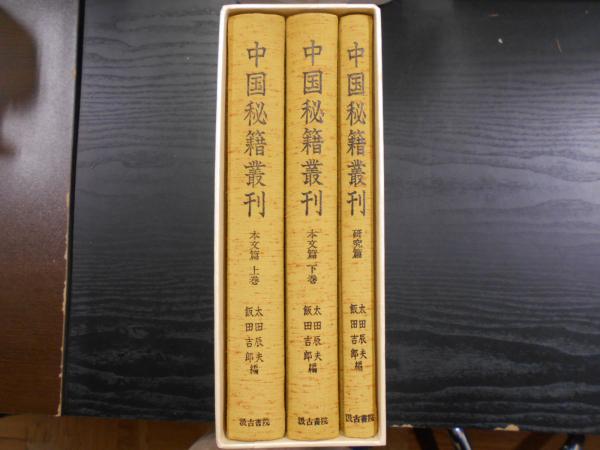 中国秘籍叢刊
本文篇 上巻
太田辰夫
飯田吉郎 編
汲古書院
中国秘籍叢刊
本文篇 下巻
太田辰夫
飯田吉郎 編
汲古書院
中国秘籍叢刊
研究篇
太田辰夫
飯田吉郎 編
汲古書院